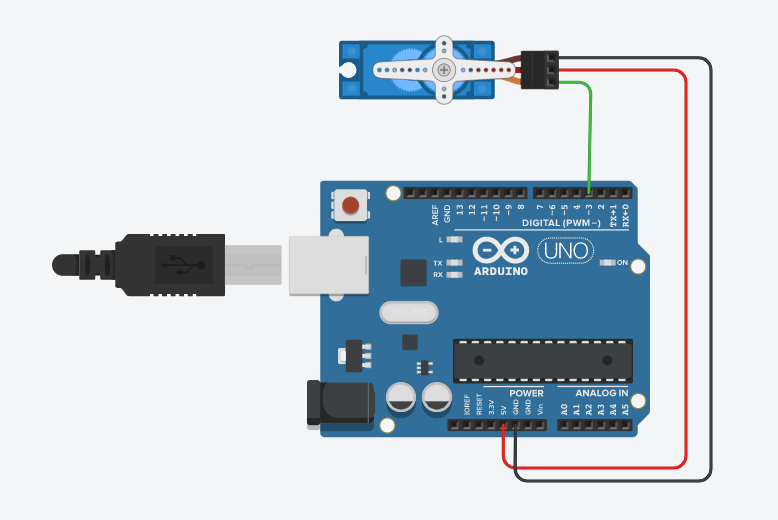 AREF
GND
13
12
~11
~10
~9
8
7
~6
~5
4
~3
2
TX→1
RX←0
DIGITAL (PWM~)
L
TX
RX
ARDUINO
UNO
ON
POWER
ANALOG IN
IOREF
RESET
3.3V
5V
GND
GND
Vin
A0
A1
A2
A3
A4
A5